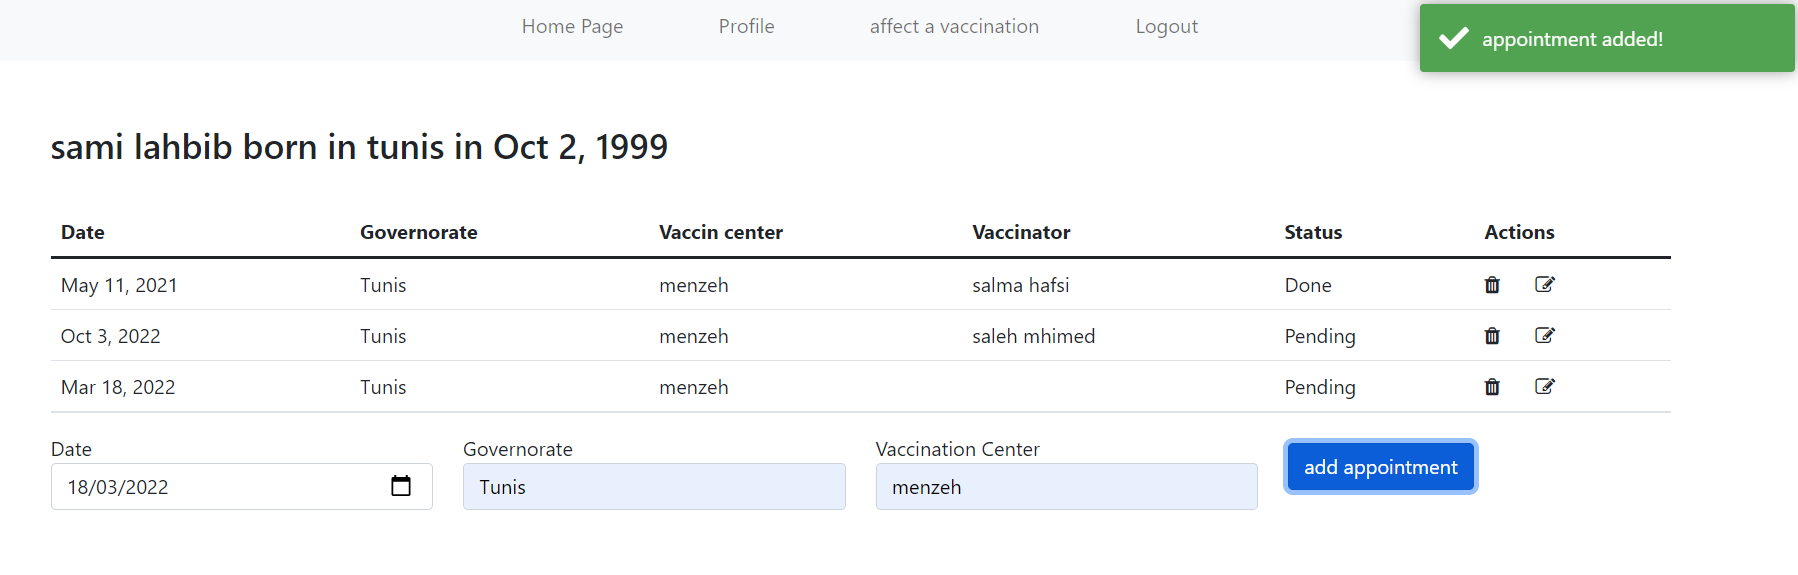 Home Page Profile affect a vaccination Logout
appointment added!
sami lahbib born in tunis in Oct 2, 1999
Date Governorate Vaccin center Vaccinator Status Actions
May 11, 2021 Tunis menzeh salma hafsi Done
Oct 3, 2022 Tunis menzeh saleh mhimed Pending
Mar 18, 2022 Tunis menzeh Pending
Date Governorate Vaccination Center
18/03/2022 Tunis menzeh add appointment